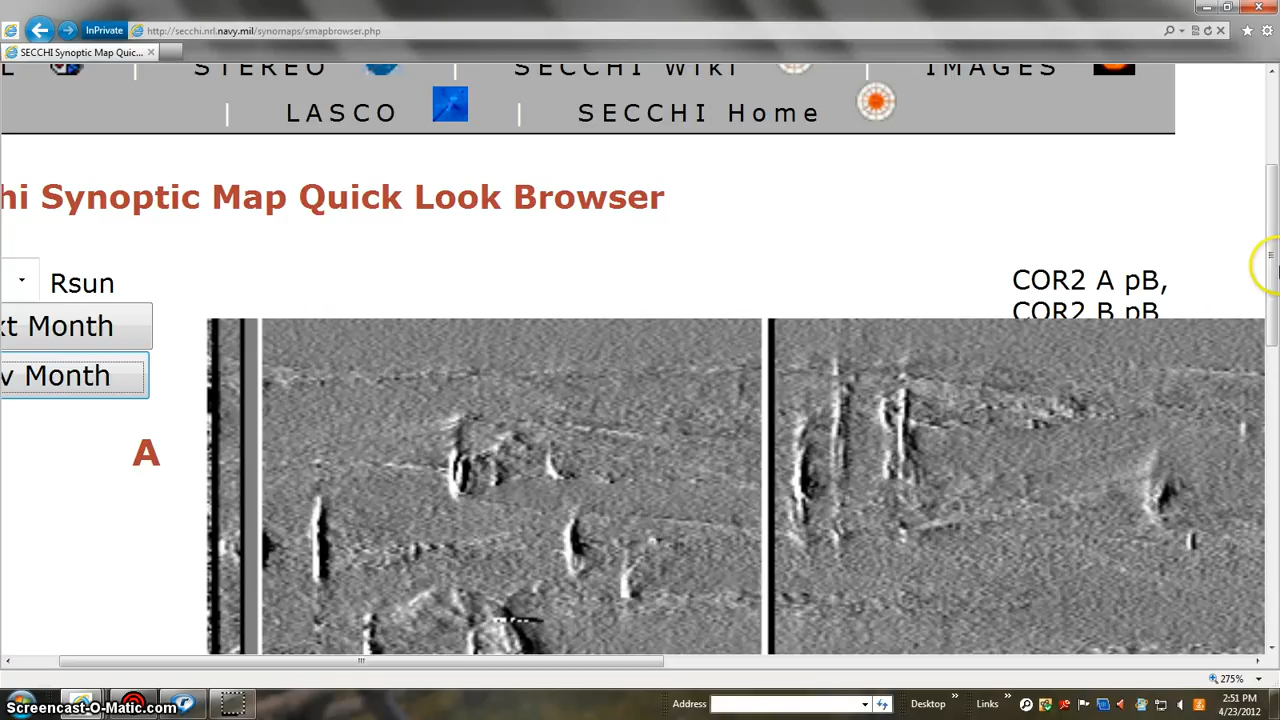 InPrivate http://secchi.nrl.navy.mil/synomaps/smapbrowser.php
SECCHI Synoptic Map Quic...
L STEREO SECCHI Wiki IMAGES
LASCO SECCHI Home
hi Synoptic Map Quick Look Browser
Rsun
COR2 A pB,
COR2 B pB
xt Month
v Month
A
275%
Address Desktop Links 2:51 PM
4/23/2012
Screencast-O-Matic.com